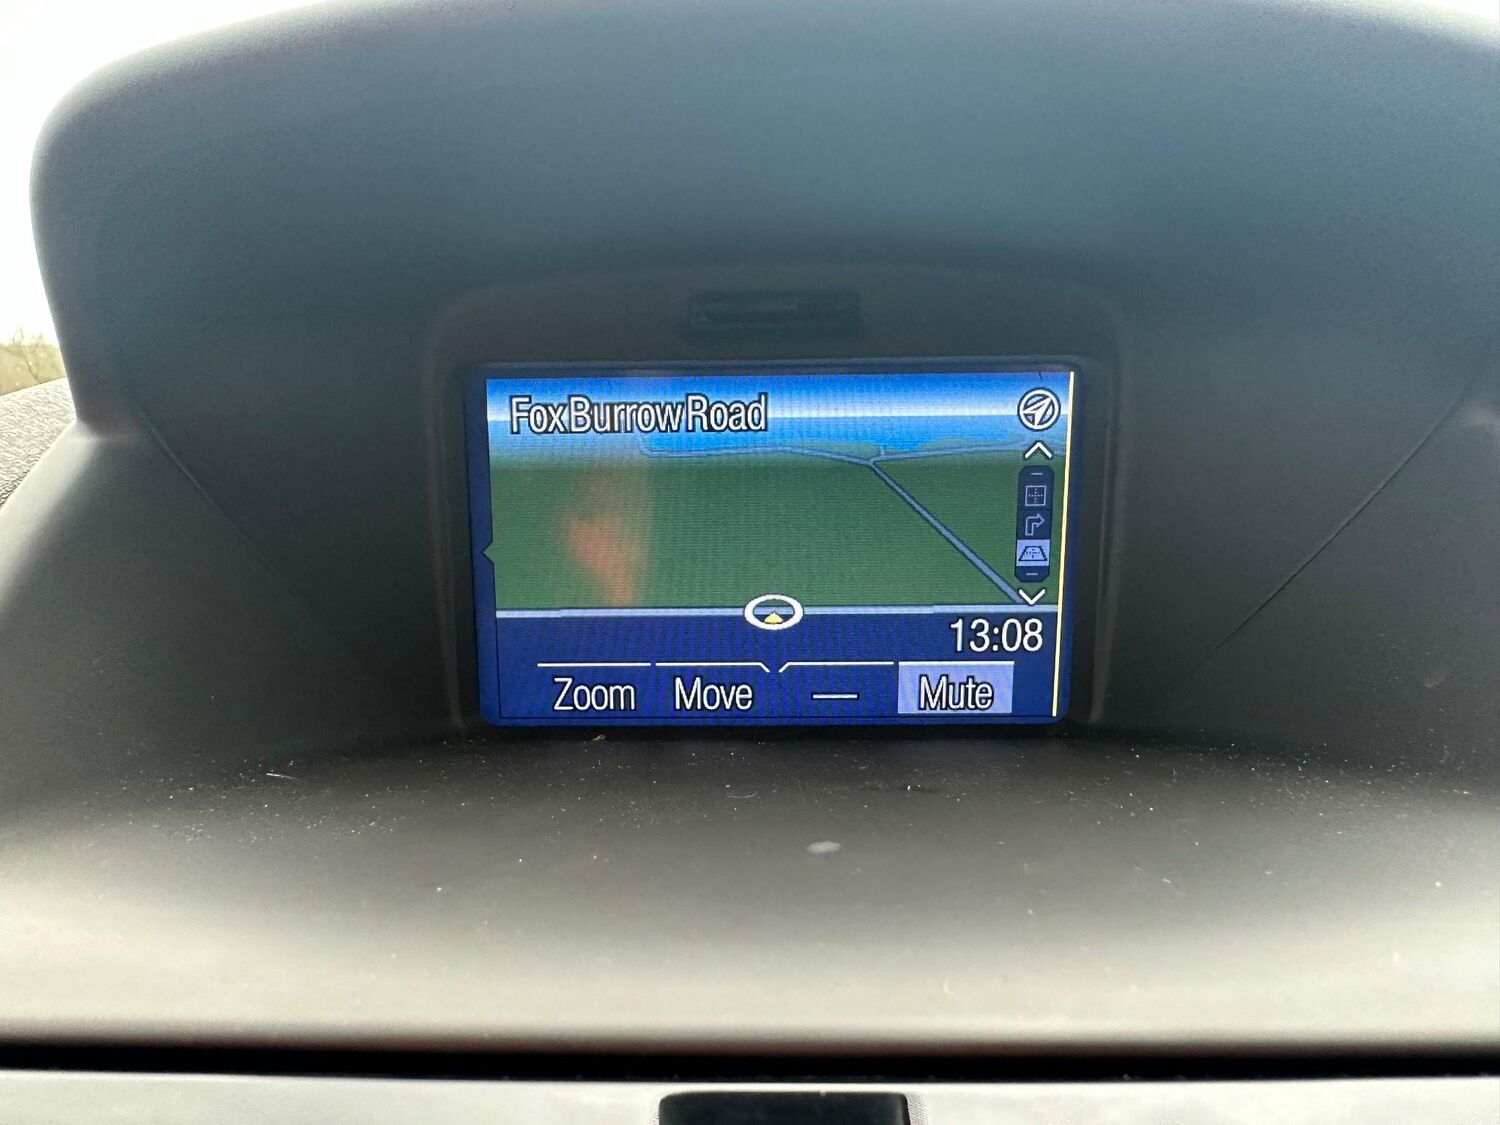 Fox Burrow Road
13:08
Zoom Move — Mute